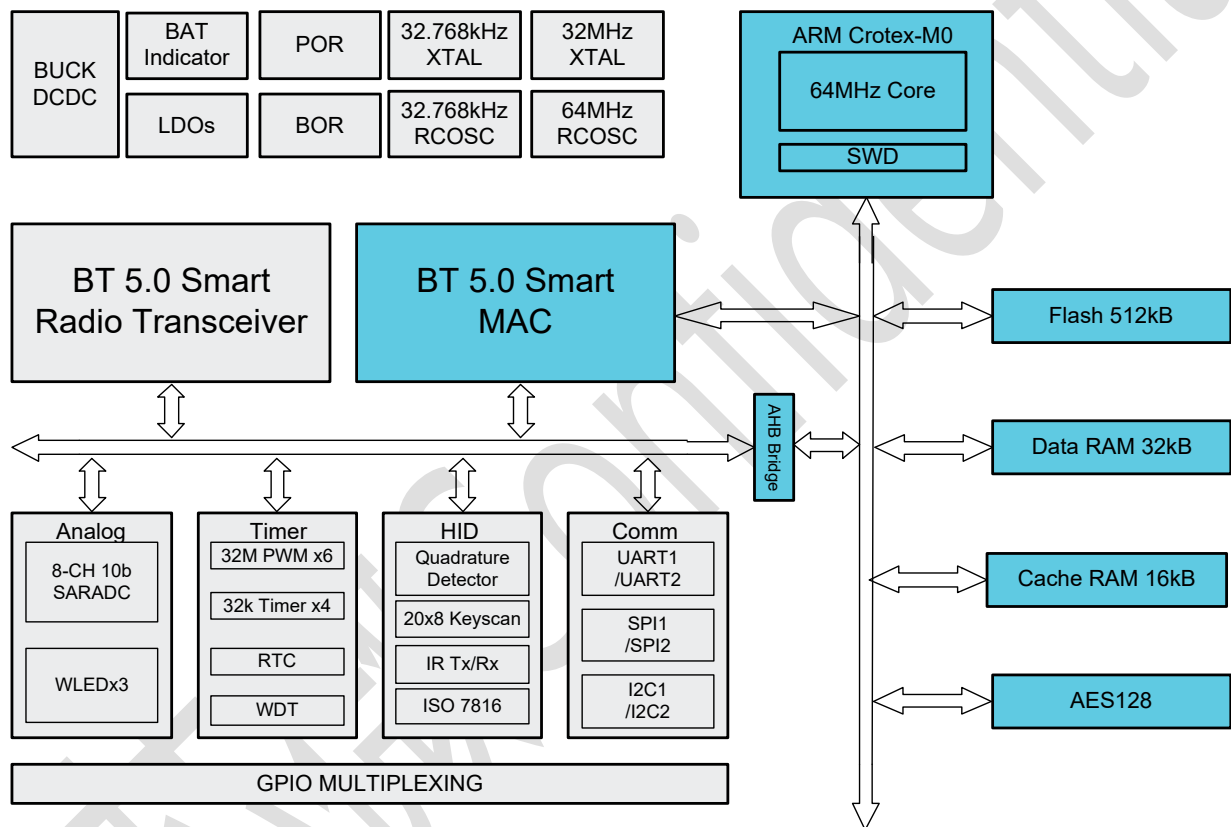 BUCK
DCDC
BAT
Indicator
POR
32.768kHz
XTAL
32MHz
XTAL
LDOs
BOR
32.768kHz
RCOSC
64MHz
RCOSC
ARM Crotex-M0
64MHz Core
SWD
BT 5.0 Smart
Radio Transceiver
BT 5.0 Smart
MAC
Flash 512kB
AHB Bridge
Data RAM 32kB
Cache RAM 16kB
AES128
Analog
8-CH 10b
SARADC
WLEDx3
Timer
32M PWM x6
32k Timer x4
RTC
WDT
HID
Quadrature
Detector
20x8 Keyscan
IR Tx/Rx
ISO 7816
Comm
UART1
/UART2
SPI1
/SPI2
I2C1
/I2C2
GPIO MULTIPLEXING